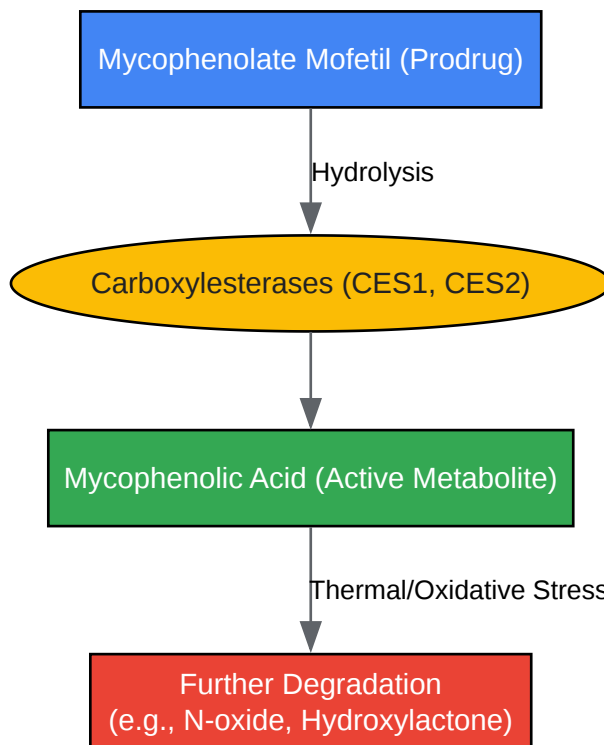 Mycophenolate Mofetil (Prodrug)
Hydrolysis
Carboxylesterases (CES1, CES2)
Mycophenolic Acid (Active Metabolite)
Thermal/Oxidative Stress
Further Degradation
(e.g., N-oxide, Hydroxylactone)